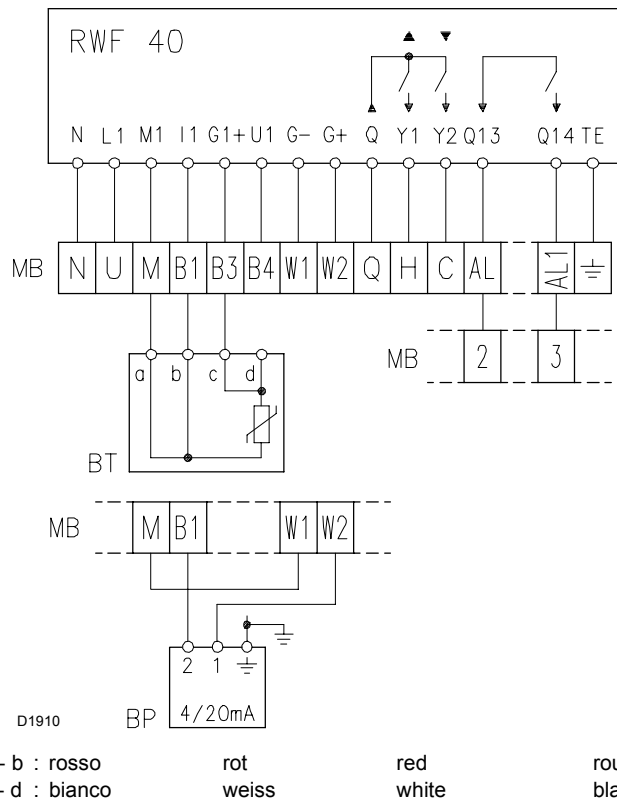 RWF 40
N L1 M1 I1 G1+ U1 G- G+ Q Y1 Y2 Q13 Q14 TE
MB N U M B1 B3 B4 W1 W2 Q H C AL AL1
MB 2 3
a b c d
BT
MB M B1 W1 W2
2 1
BP 4/20mA
D1910
- b : rosso rot red rou
- d : bianco weiss white bla